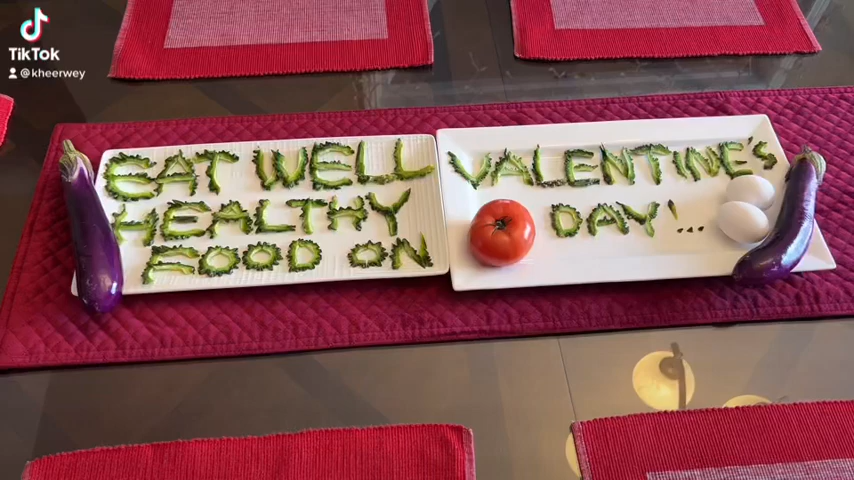 TikTok
@kheerwey
EAT WELL
HEALTHY
FOOD ON
VALENTINE'S
DAY!...